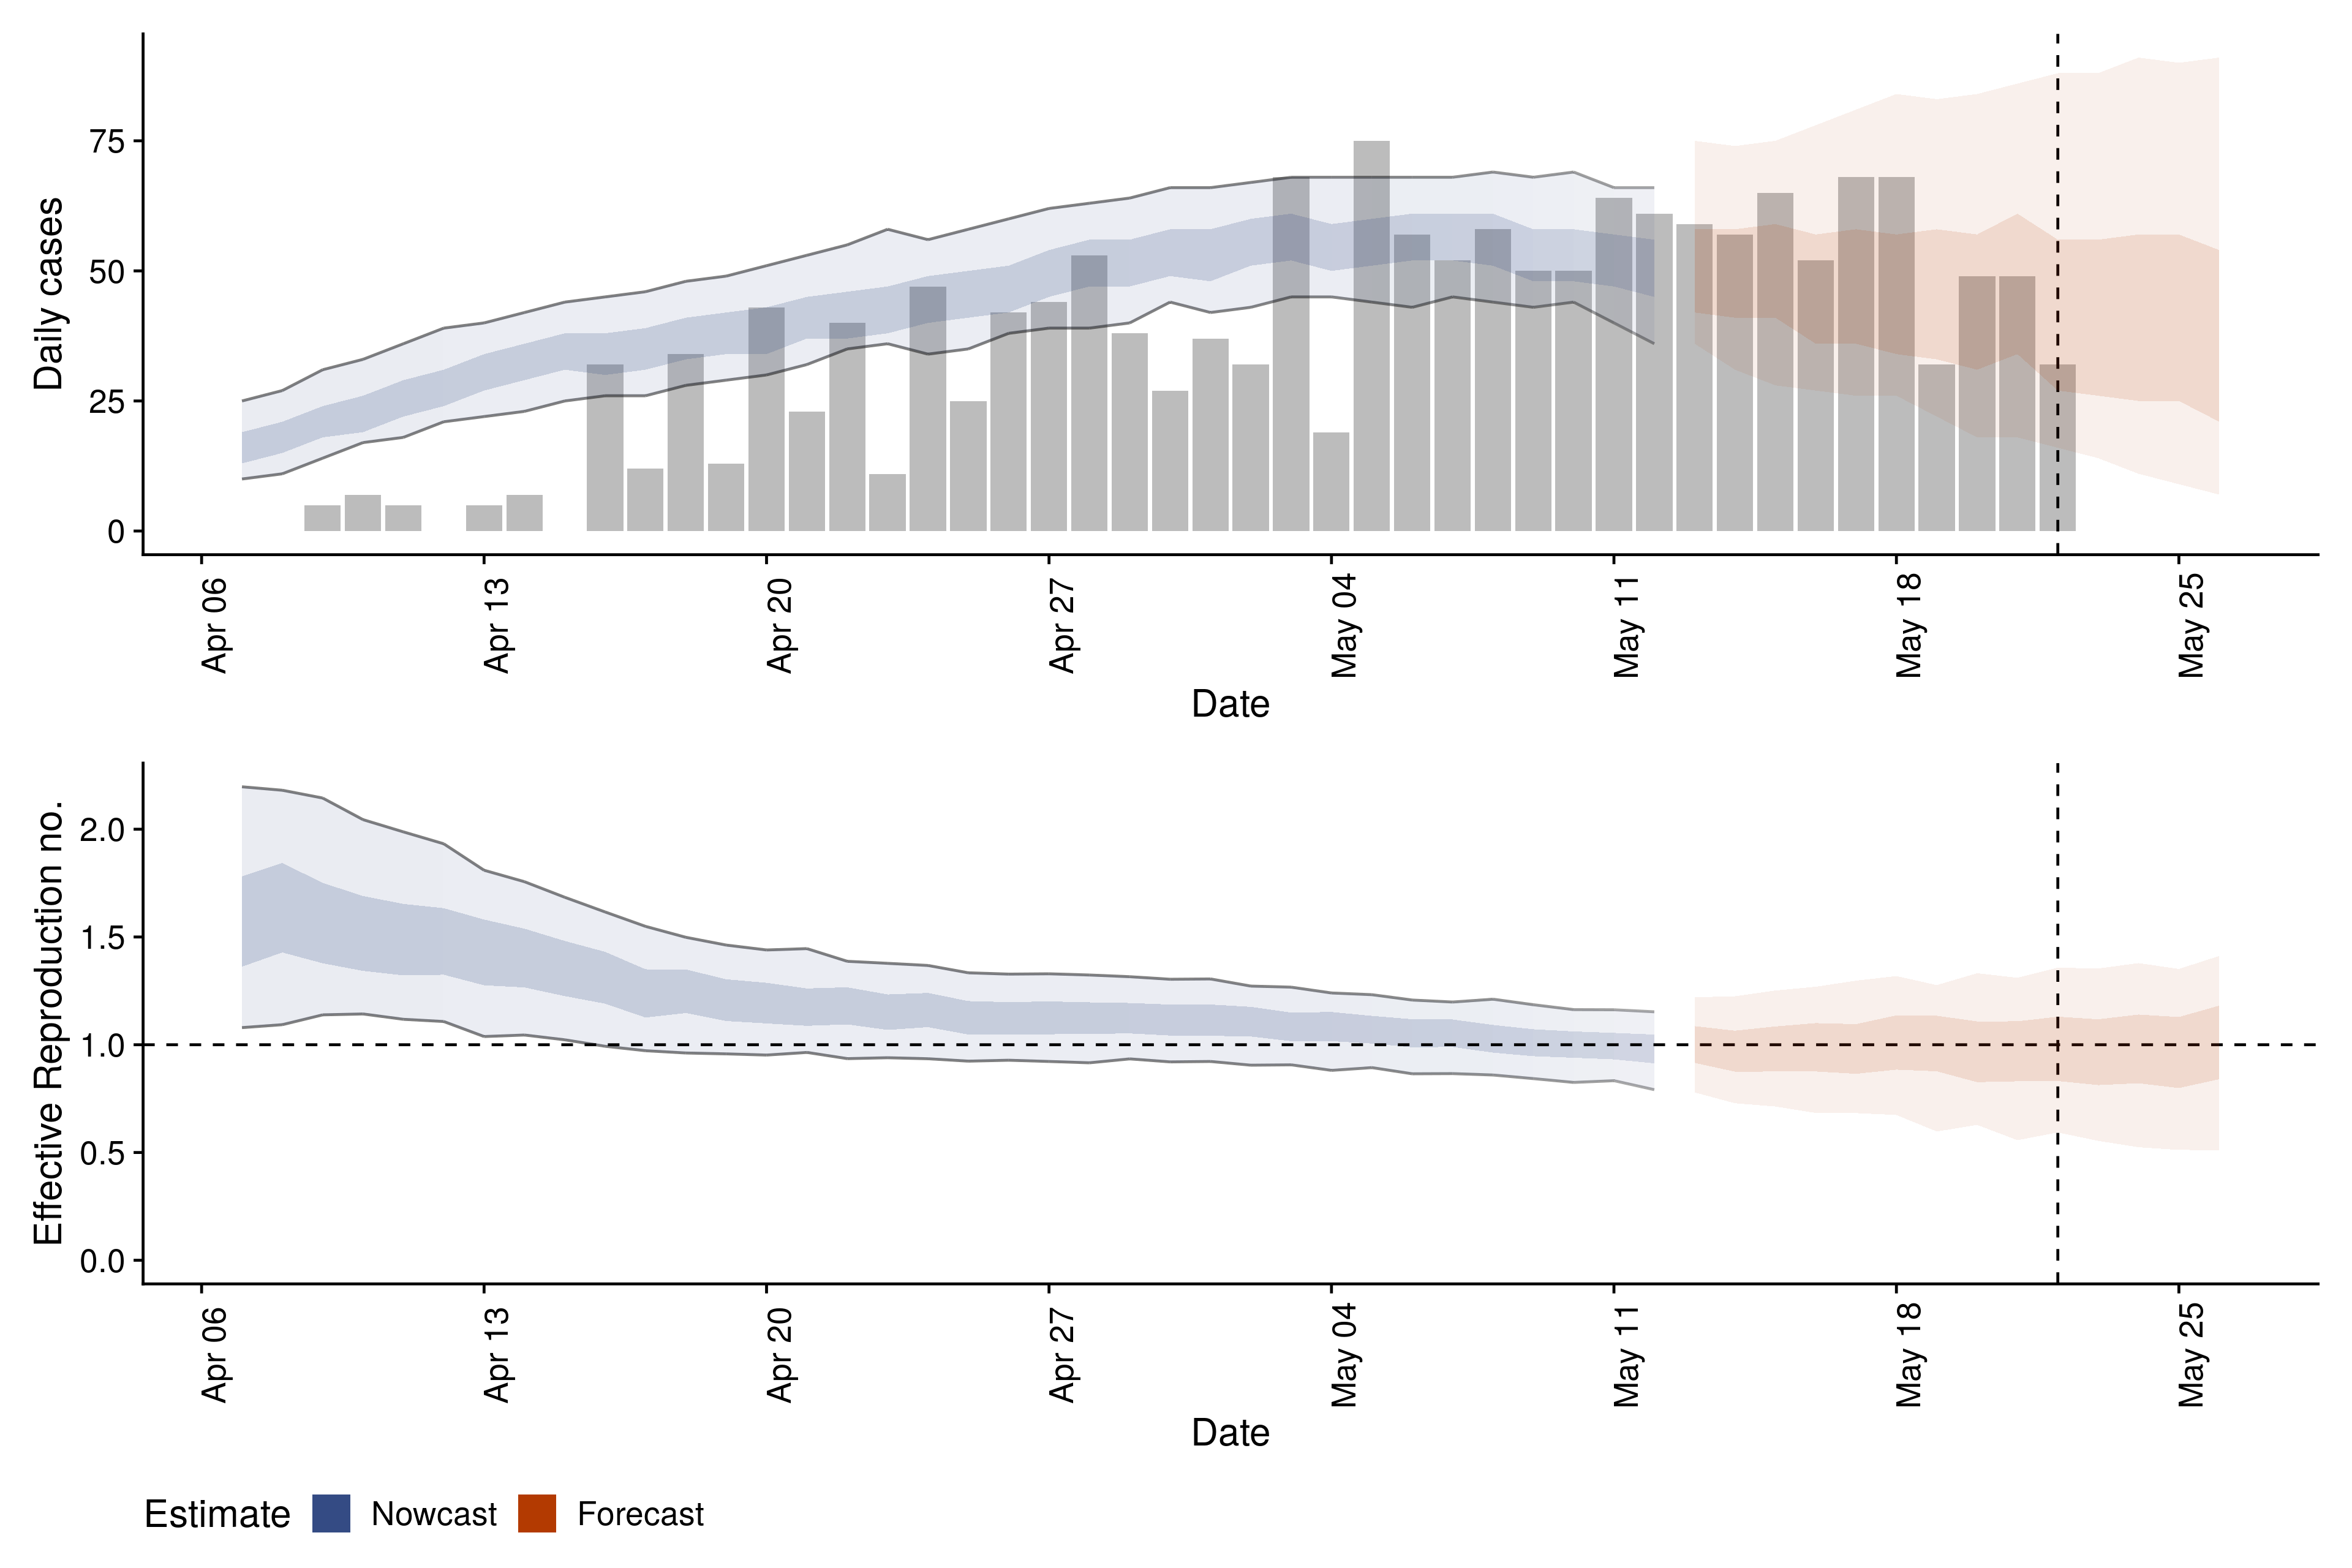 Daily cases
75
50
25
0
Apr 06
Apr 13
Apr 20
Apr 27
May 04
May 11
May 18
May 25
Date
Effective Reproduction no.
2.0
1.5
1.0
0.5
0.0
Apr 06
Apr 13
Apr 20
Apr 27
May 04
May 11
May 18
May 25
Date
Estimate Nowcast Forecast